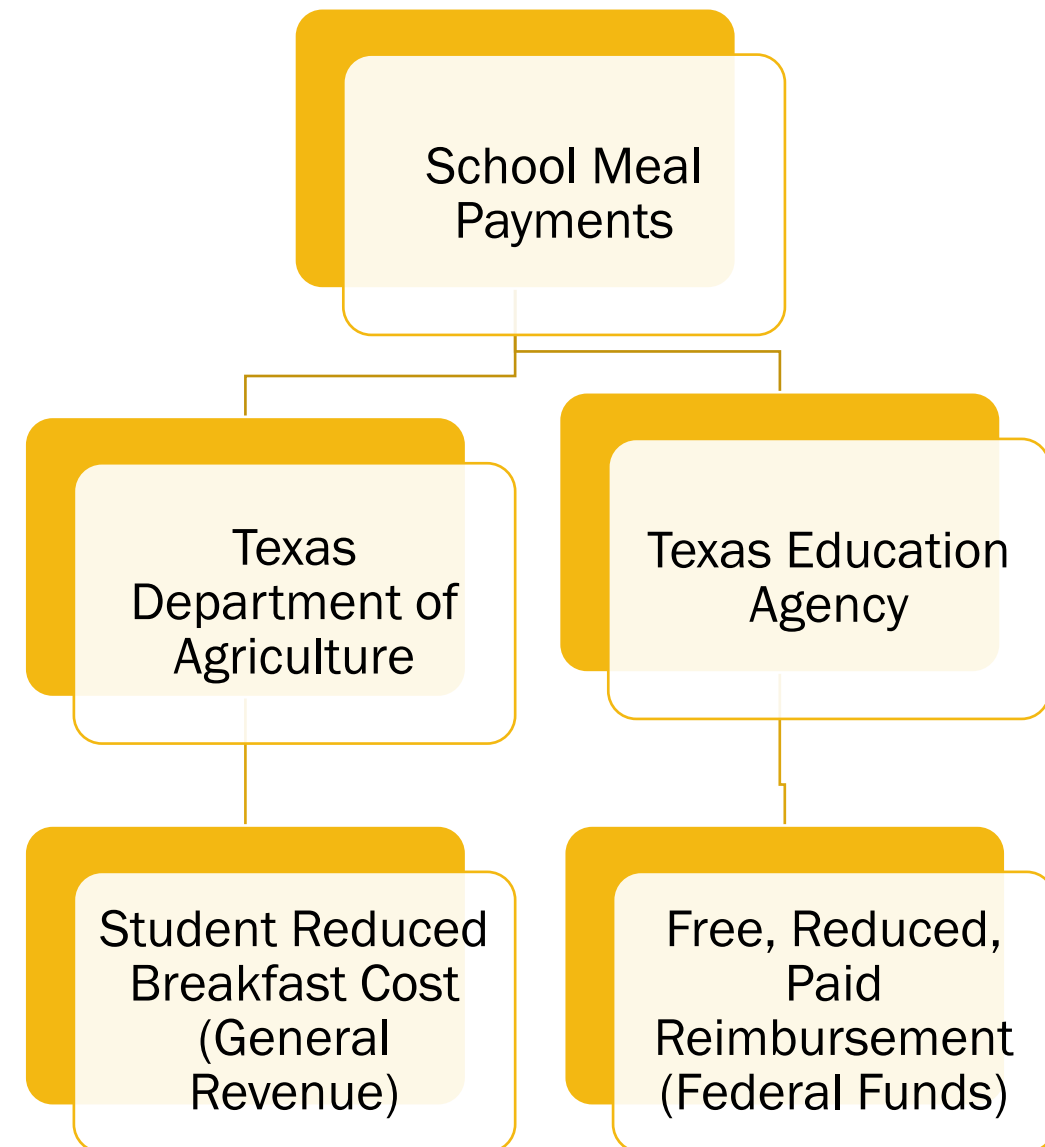 School Meal
Payments
Texas
Department of
Agriculture
Texas Education
Agency
Student Reduced
Breakfast Cost
(General
Revenue)
Free, Reduced,
Paid
Reimbursement
(Federal Funds)